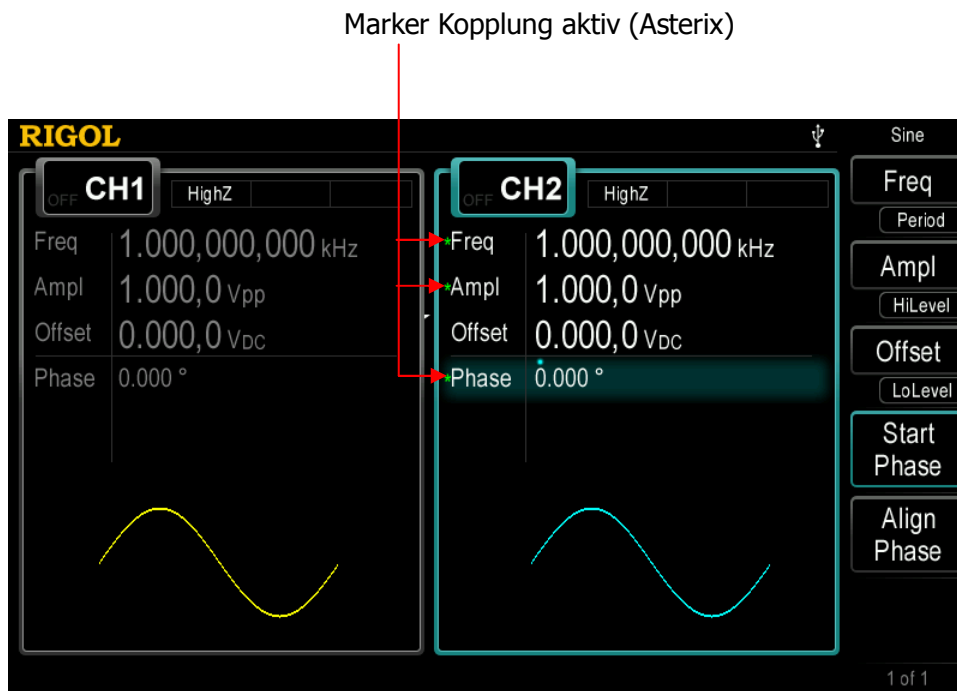 Marker Kopplung aktiv (Asterix)
RIGOL
Sine
OFF CH1 HighZ
Freq 1.000,000,000 kHz
Ampl 1.000,0 Vpp
Offset 0.000,0 VDC
Phase 0.000 °
OFF CH2 HighZ
*Freq 1.000,000,000 kHz
*Ampl 1.000,0 Vpp
Offset 0.000,0 VDC
*Phase 0.000 °
Freq
Period
Ampl
HiLevel
Offset
LoLevel
Start
Phase
Align
Phase
1 of 1